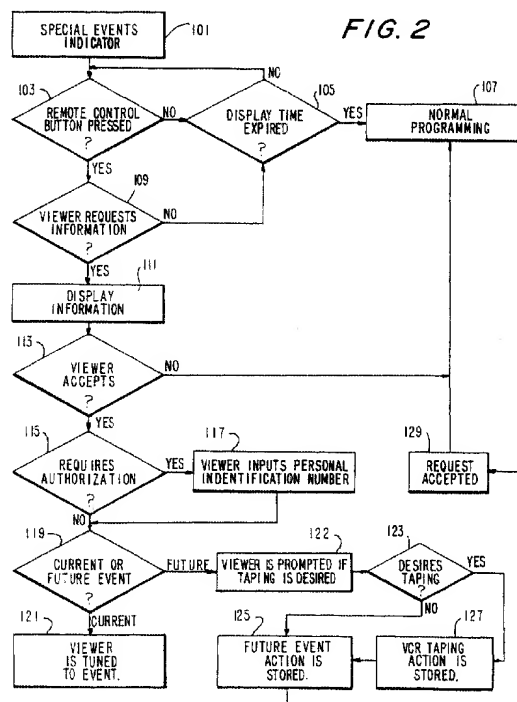 FIG. 2
SPECIAL EVENTS
INDICATOR
101
NO
103
REMOTE CONTROL
BUTTON PRESSED
?
NO
105
DISPLAY TIME
EXPIRED
?
YES
107
NORMAL
PROGRAMMING
YES
109
VIEWER REQUESTS
INFORMATION
?
NO
YES
111
DISPLAY
INFORMATION
113
VIEWER
ACCEPTS
?
NO
YES
115
REQUIRES
AUTHORIZATION
?
YES
117
VIEWER INPUTS PERSONAL
INDENTIFICATION NUMBER
129
REQUEST
ACCEPTED
NO
119
CURRENT OR
FUTURE EVENT
?
FUTURE
122
VIEWER IS PROMPTED IF
TAPING IS DESIRED
123
DESIRES
TAPING
?
YES
NO
CURRENT
121
VIEWER
IS TUNED
TO EVENT.
125
FUTURE EVENT
ACTION IS
STORED.
127
VCR TAPING
ACTION IS
STORED.